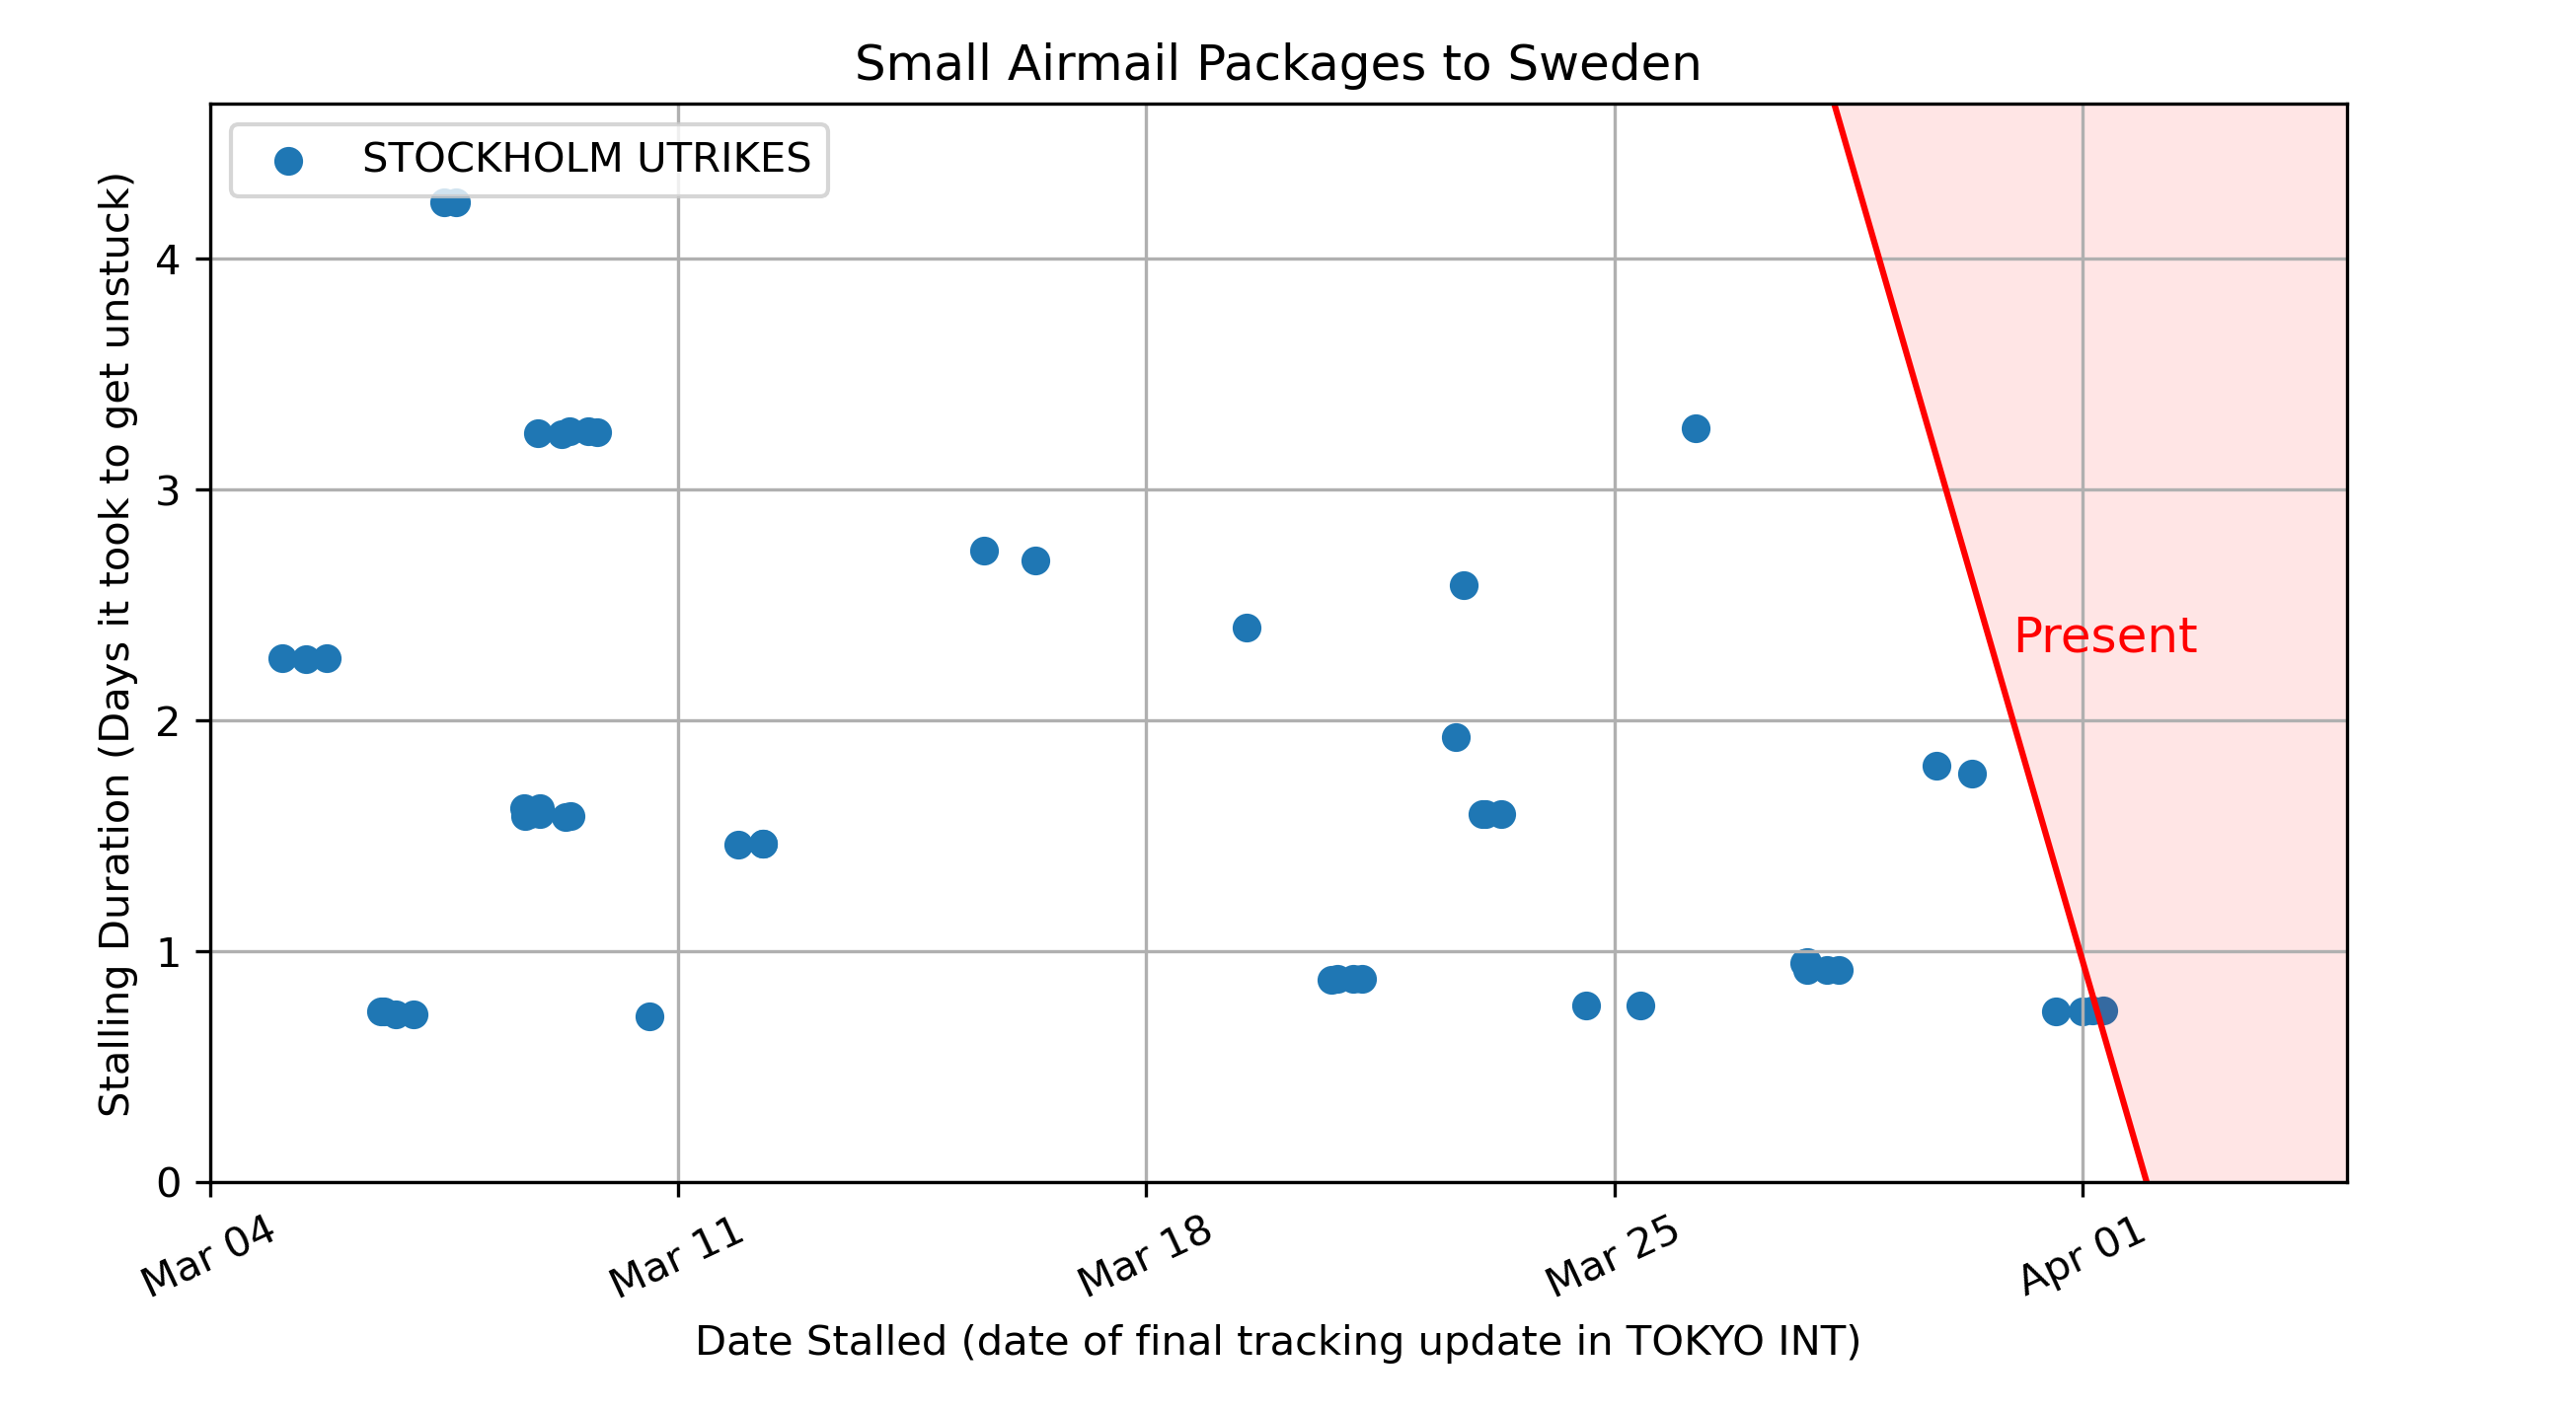 Small Airmail Packages to Sweden
STOCKHOLM UTRIKES
Stalling Duration (Days it took to get unstuck)
4
3
2
1
0
Present
Mar 04
Mar 11
Mar 18
Mar 25
Apr 01
Date Stalled (date of final tracking update in TOKYO INT)